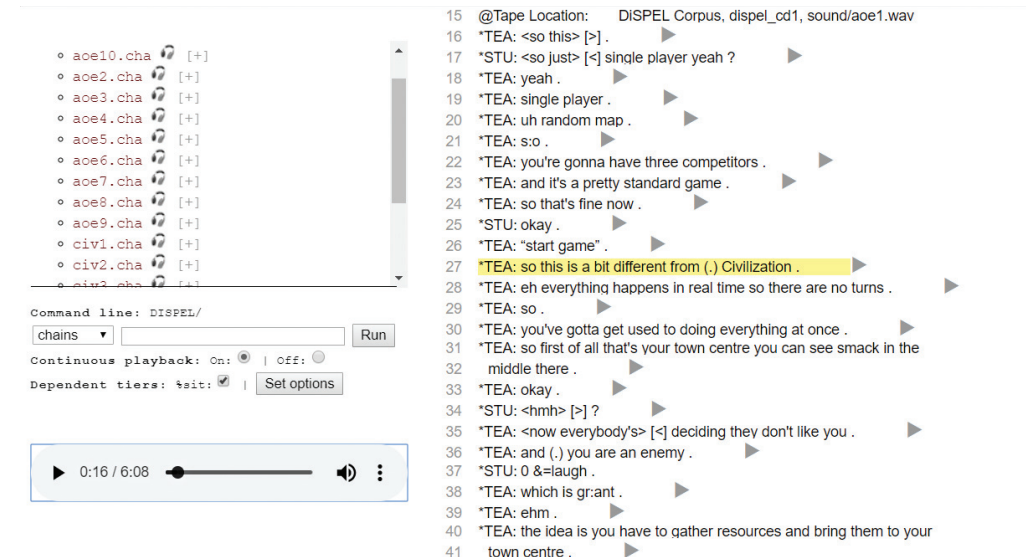 aoe10.cha [+]
aoe2.cha [+]
aoe3.cha [+]
aoe4.cha [+]
aoe5.cha [+]
aoe6.cha [+]
aoe7.cha [+]
aoe8.cha [+]
aoe9.cha [+]
civ1.cha [+]
civ2.cha [+]
civ3.cha [+]
Command line: DISPEL/
chains Run
Continuous playback: On: | Off:
Dependent tiers: %sit: | Set options
0:16 / 6:08
15 @Tape Location: DiSPEL Corpus, dispel_cd1, sound/aoe1.wav
16 *TEA: <so this> [>] .
17 *STU: <so just> [<] single player yeah ?
18 *TEA: yeah .
19 *TEA: single player .
20 *TEA: uh random map .
21 *TEA: s:o .
22 *TEA: you're gonna have three competitors .
23 *TEA: and it's a pretty standard game .
24 *TEA: so that's fine now .
25 *STU: okay .
26 *TEA: “start game” .
27 *TEA: so this is a bit different from (.) Civilization .
28 *TEA: eh everything happens in real time so there are no turns .
29 *TEA: so .
30 *TEA: you've gotta get used to doing everything at once .
31 *TEA: so first of all that's your town centre you can see smack in the
32 middle there .
33 *TEA: okay .
34 *STU: <hmh> [>] ?
35 *TEA: <now everybody's> [<] deciding they don't like you .
36 *TEA: and (.) you are an enemy .
37 *STU: 0 &=laugh .
38 *TEA: which is gr:ant .
39 *TEA: ehm .
40 *TEA: the idea is you have to gather resources and bring them to your
41 town centre .